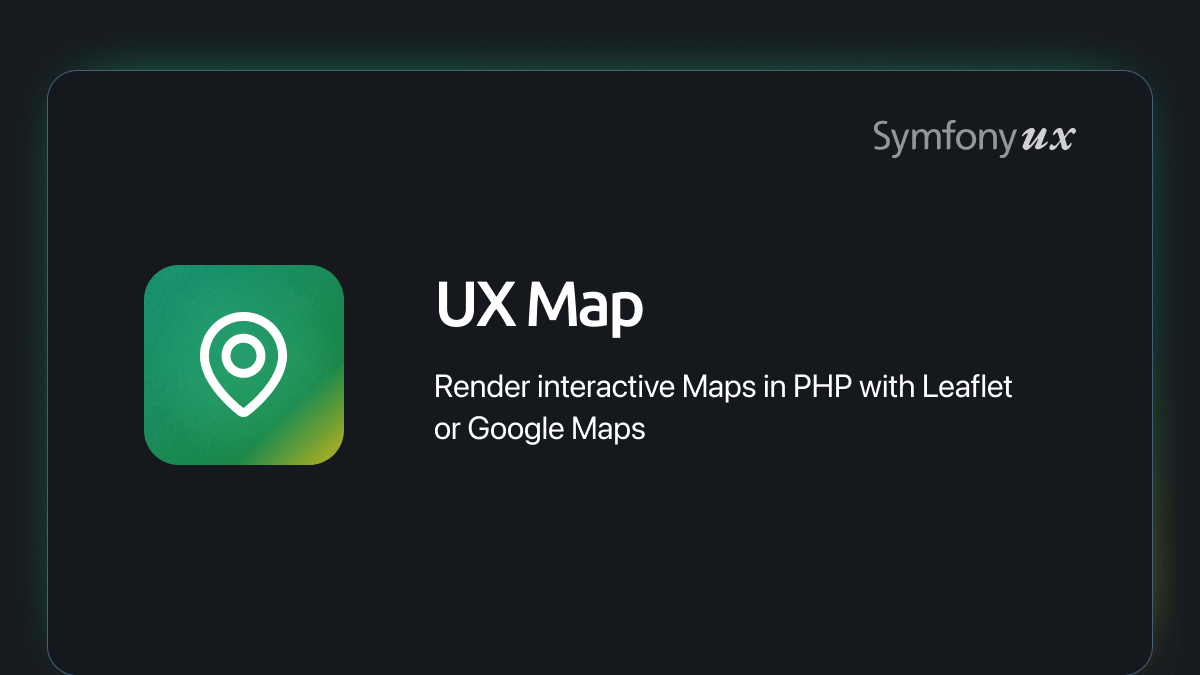 Symfony ux
UX Map
Render interactive Maps in PHP with Leaflet
or Google Maps